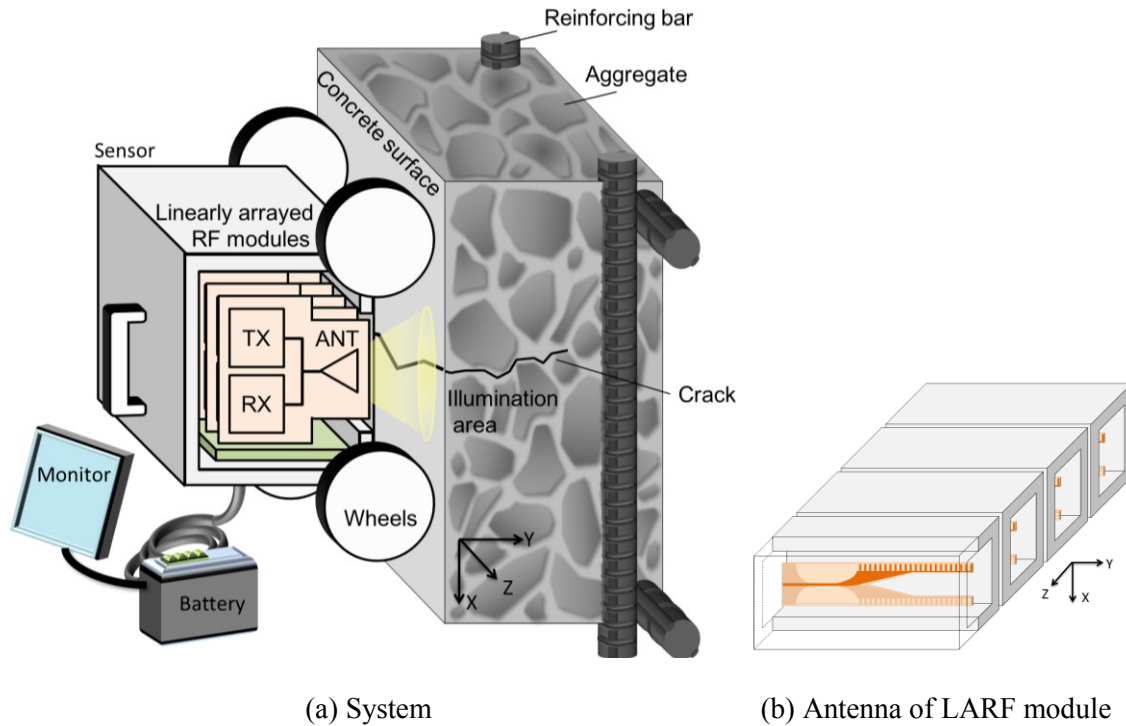 Reinforcing bar
Aggregate
Concrete surface
Sensor
Linearly arrayed
RF modules
TX
ANT
RX
Illumination
area
Crack
Monitor
Wheels
Battery
Y
Z
X
Y
Z
X
(a) System
(b) Antenna of LARF module